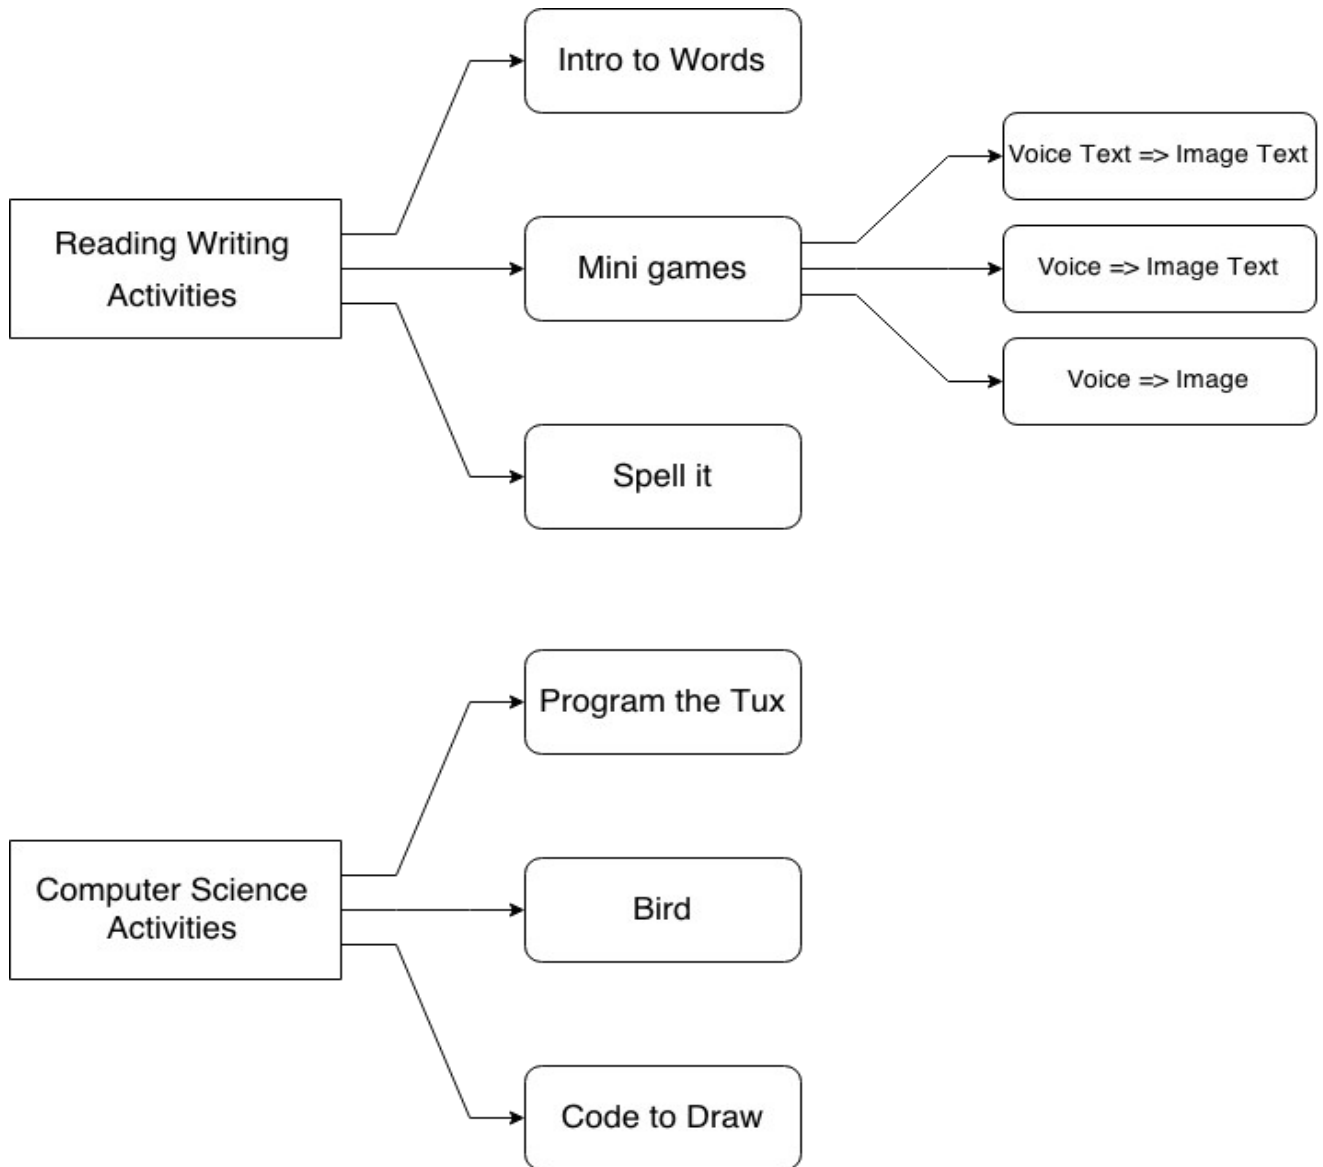 Intro to Words
Voice Text => Image Text
Reading Writing
Activities
Mini games
Voice => Image Text
Voice => Image
Spell it
Program the Tux
Computer Science
Activities
Bird
Code to Draw